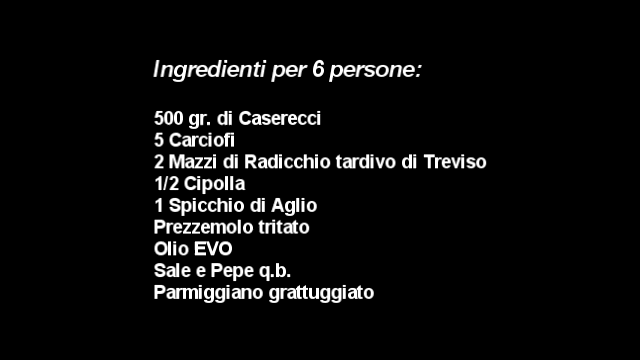 Ingredienti per 6 persone:
500 gr. di Caserecci
5 Carciofi
2 Mazzi di Radicchio tardivo di Treviso
1/2 Cipolla
1 Spicchio di Aglio
Prezzemolo tritato
Olio EVO
Sale e Pepe q.b.
Parmiggiano grattuggiato